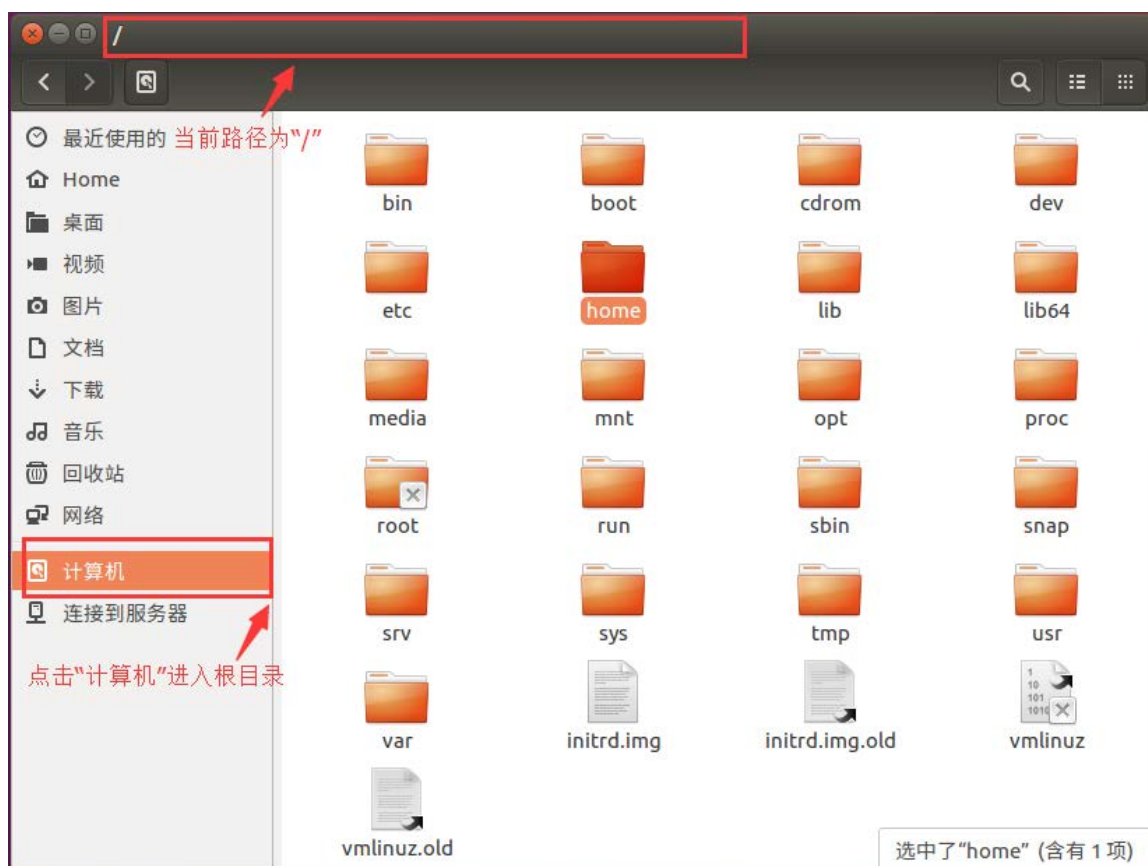 /
最近使用的
当前路径为“/”
Home
桌面
视频
图片
文档
下载
音乐
回收站
网络
计算机
连接到服务器
点击“计算机”进入根目录
bin boot cdrom dev
etc home lib lib64
media mnt opt proc
root run sbin snap
srv sys tmp usr
1
10
101
1010
var initrd.img initrd.img.old vmlinuz
vmlinuz.old
选中了“home” (含有 1 项)